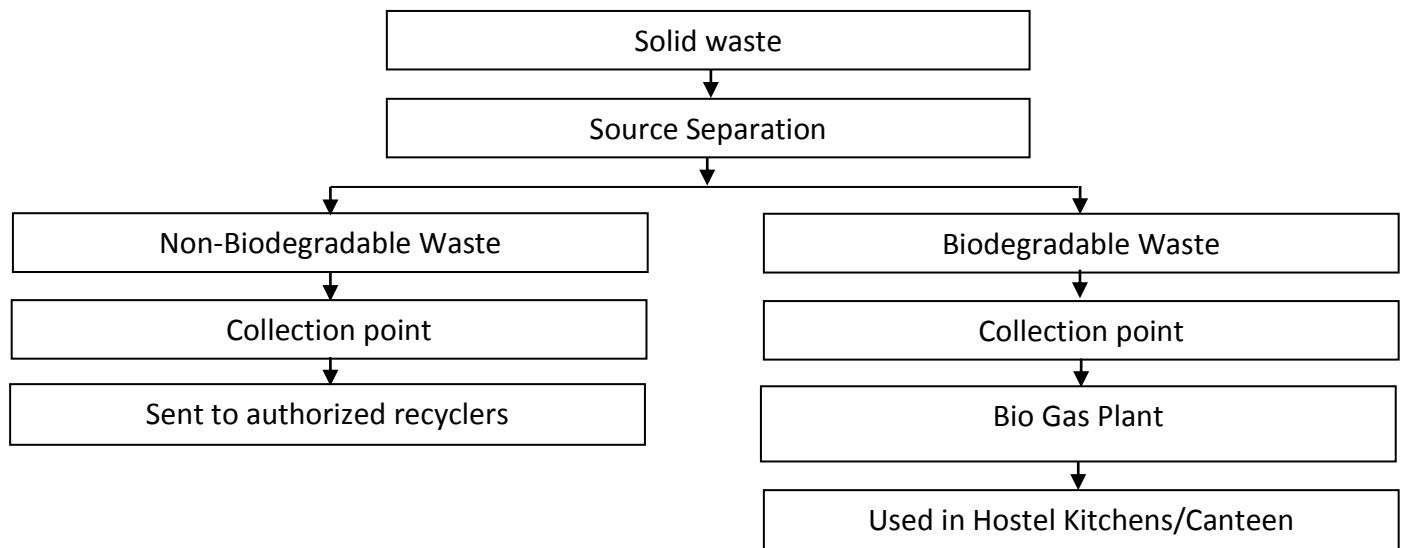 Solid waste
Source Separation
Non-Biodegradable Waste
Collection point
Sent to authorized recyclers
Biodegradable Waste
Collection point
Bio Gas Plant
Used in Hostel Kitchens/Canteen